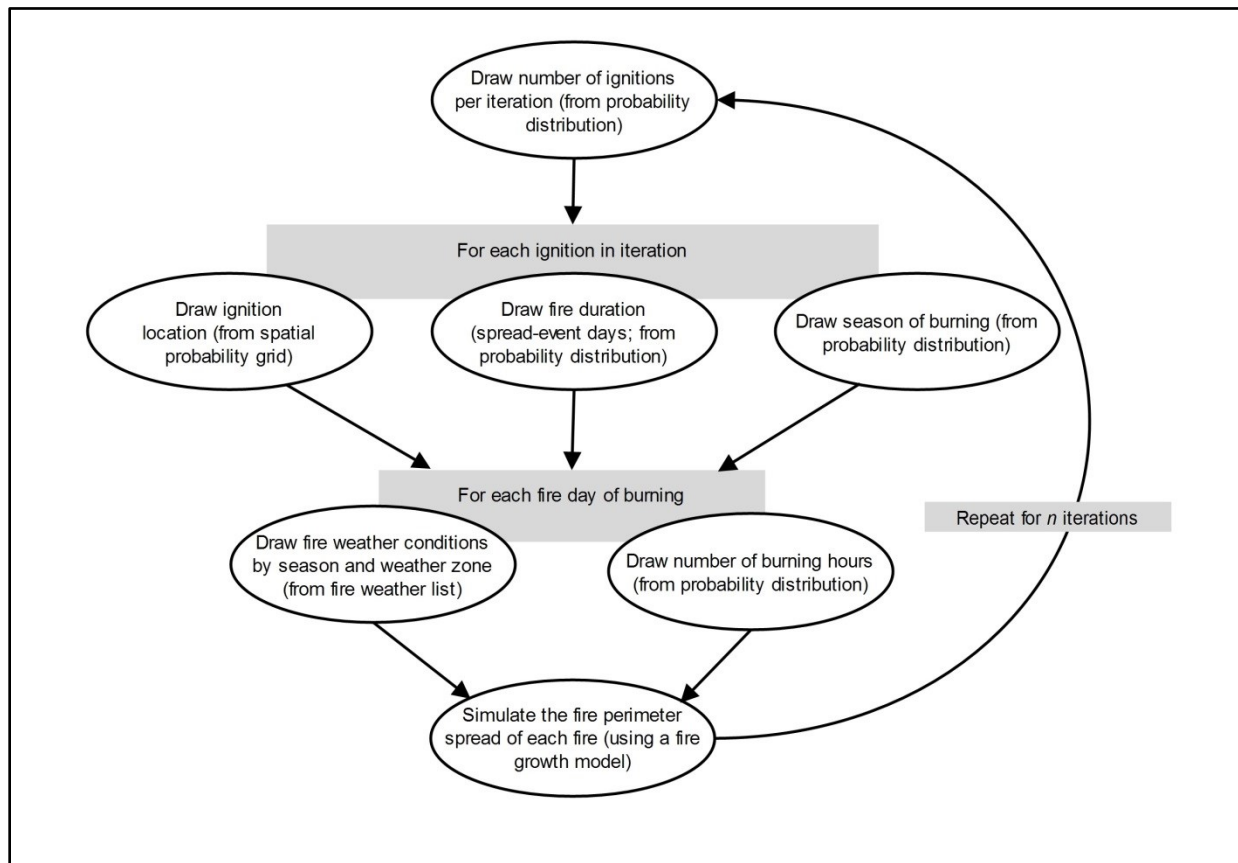 Draw number of ignitions
per iteration (from probability
distribution)
For each ignition in iteration
Draw ignition
location (from spatial
probability grid)
Draw fire duration
(spread-event days; from
probability distribution)
Draw season of burning (from
probability distribution)
For each fire day of burning
Draw fire weather conditions
by season and weather zone
(from fire weather list)
Draw number of burning hours
(from probability distribution)
Repeat for n iterations
Simulate the fire perimeter
spread of each fire (using a fire
growth model)